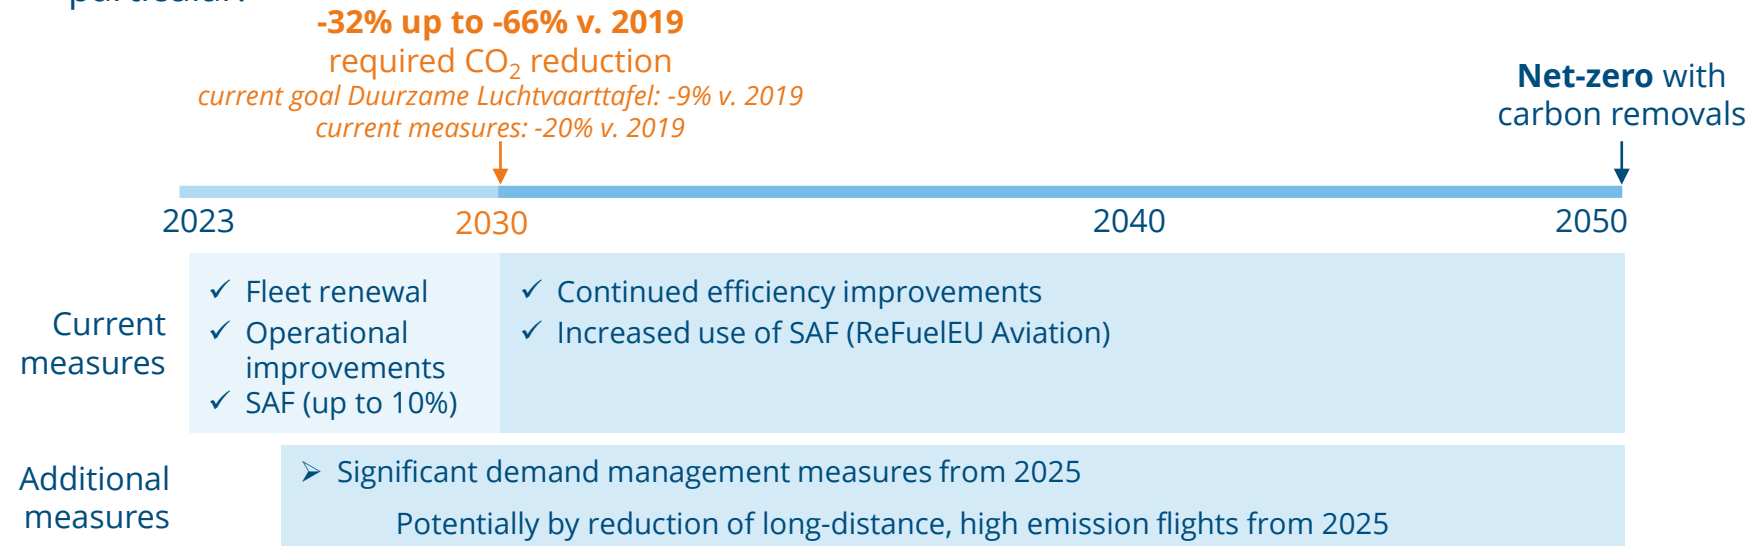 -32% up to -66% v. 2019
required CO₂ reduction
current goal Duurzame Luchtvaarttafel: -9% v. 2019
current measures: -20% v. 2019
Net-zero with
carbon removals
2023
2030
2040
2050
Current
measures
✓ Fleet renewal
✓ Operational
improvements
✓ SAF (up to 10%)
✓ Continued efficiency improvements
✓ Increased use of SAF (ReFuelEU Aviation)
Additional
measures
➢ Significant demand management measures from 2025
Potentially by reduction of long-distance, high emission flights from 2025